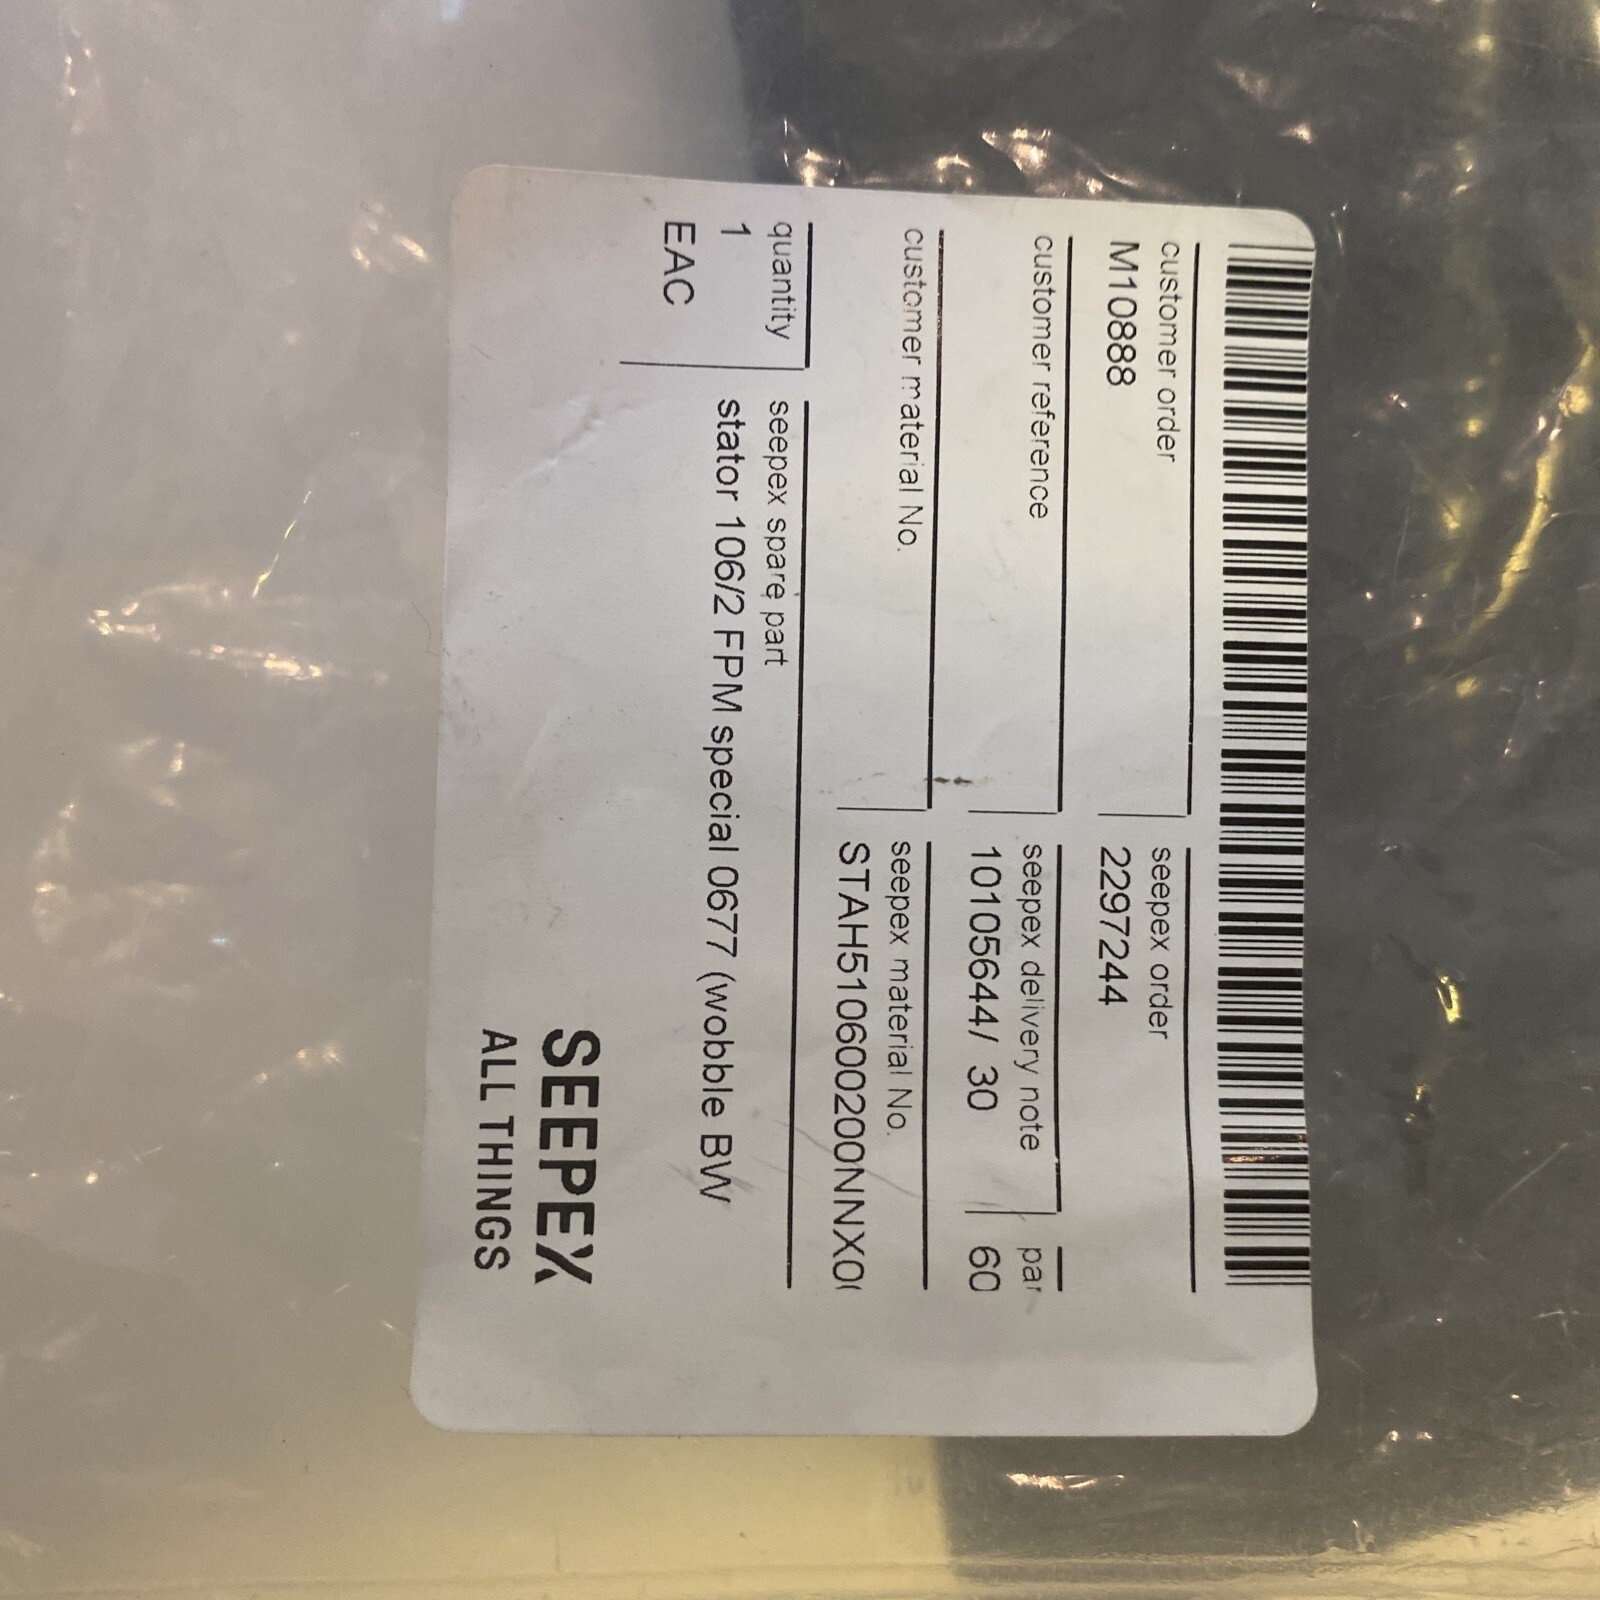 customer order
M10888
seepex order
2297244
customer reference
seepex delivery note
10105644/ 30
par
60
customer material No.
seepex material No.
STAH510600200NNX0(
quantity
1
EAC
seepex spare part
stator 106/2 FPM special 0677 (wobble BW
SEEPEX
ALL THINGS